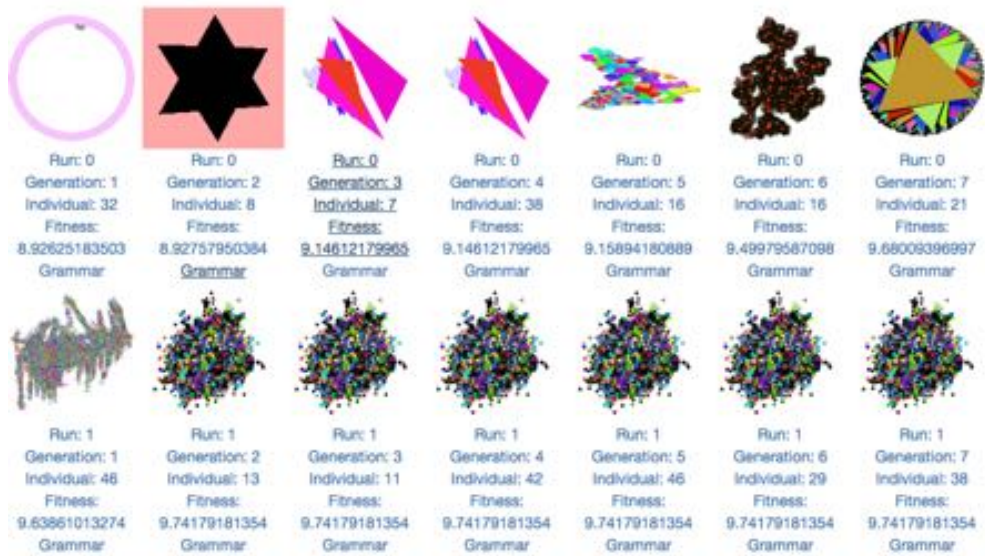 Run: 0 Run: 0 Run: 0 Run: 0 Run: 0 Run: 0 Run: 0
Generation: 1 Generation: 2 Generation: 3 Generation: 4 Generation: 5 Generation: 6 Generation: 7
Individual: 32 Individual: 8 Individual: 7 Individual: 38 Individual: 16 Individual: 16 Individual: 21
Fitness: Fitness: Fitness: Fitness: Fitness: Fitness: Fitness:
8.92625183503 8.92757950384 9.14612179965 9.14612179965 9.15894180889 9.49979587098 9.68009396997
Grammar Grammar Grammar Grammar Grammar Grammar Grammar
Run: 1 Run: 1 Run: 1 Run: 1 Run: 1 Run: 1 Run: 1
Generation: 1 Generation: 2 Generation: 3 Generation: 4 Generation: 5 Generation: 6 Generation: 7
Individual: 46 Individual: 13 Individual: 11 Individual: 42 Individual: 46 Individual: 29 Individual: 38
Fitness: Fitness: Fitness: Fitness: Fitness: Fitness: Fitness:
9.63861013274 9.74179181354 9.74179181354 9.74179181354 9.74179181354 9.74179181354 9.74179181354
Grammar Grammar Grammar Grammar Grammar Grammar Grammar